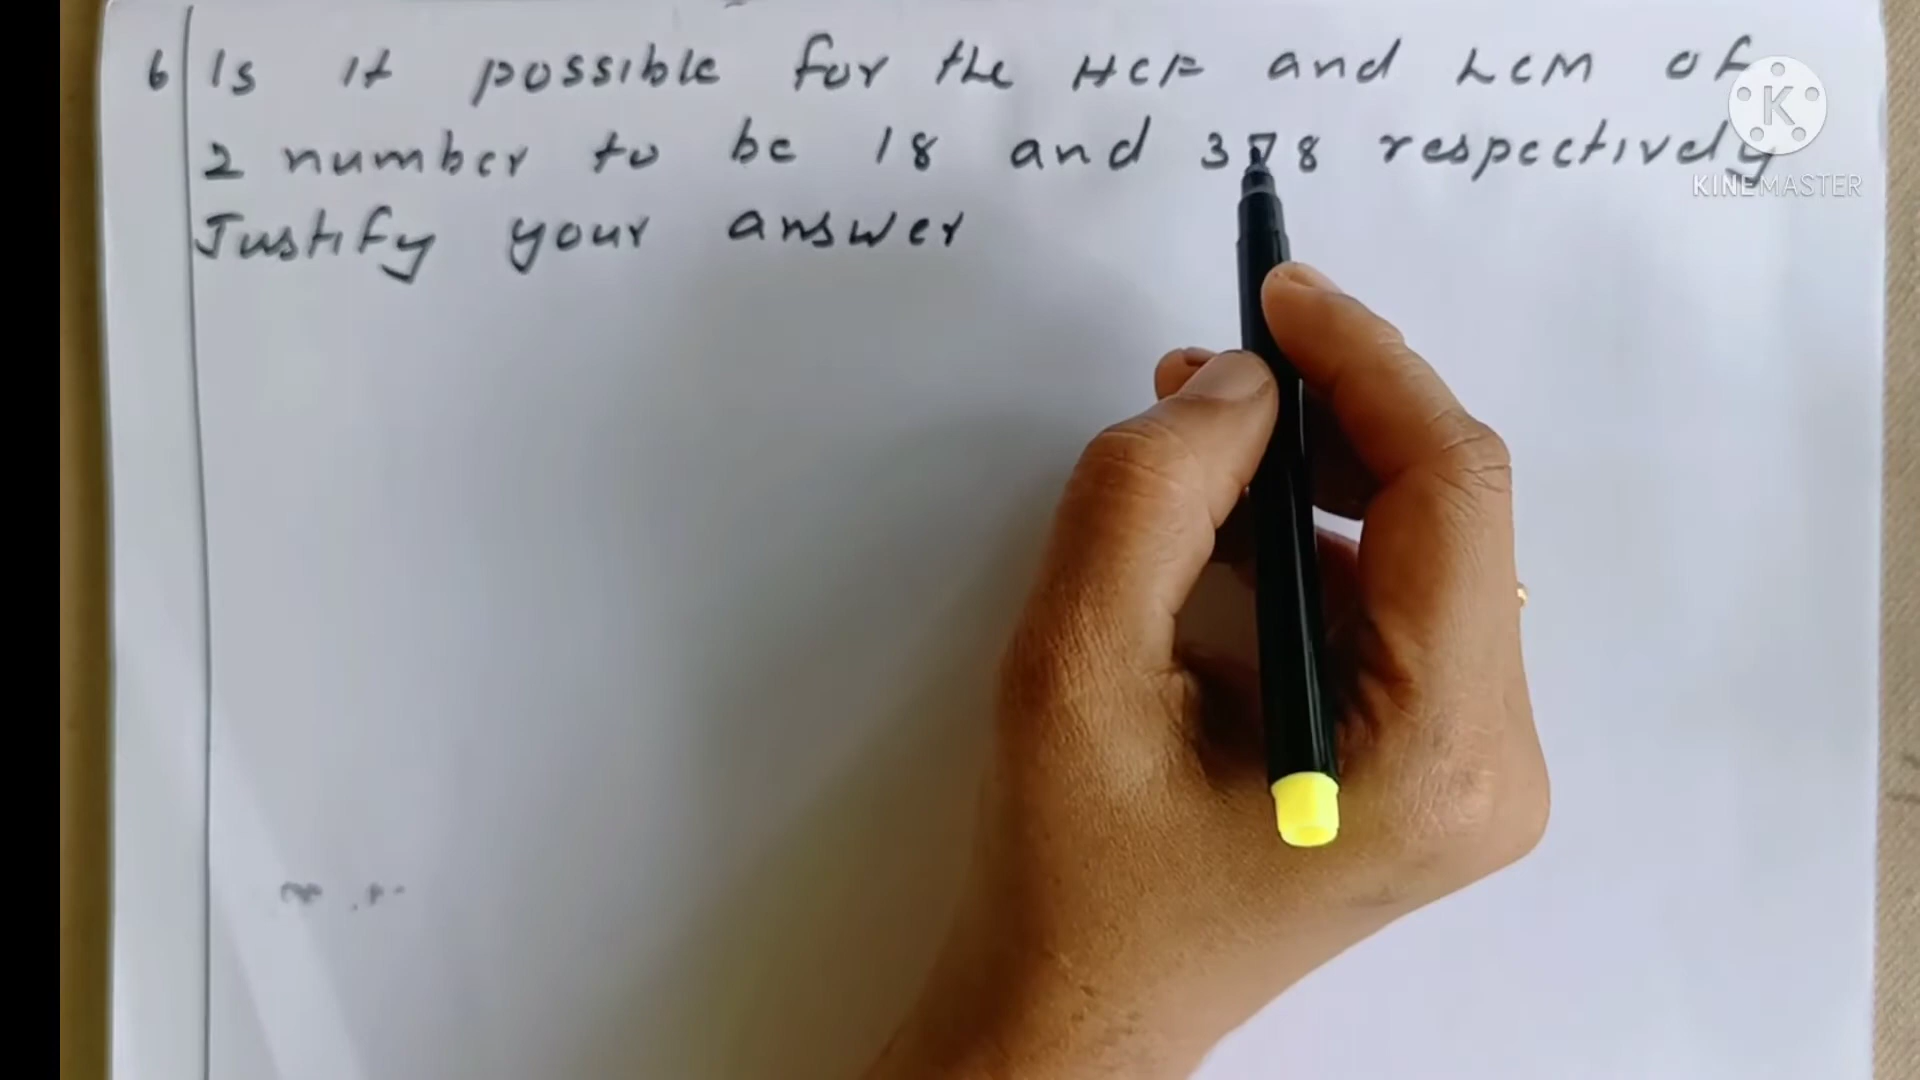 6 Is it possible for the HCF and LCM of
2 number to be 18 and 378 respectively
Justify your answer
K
KINEMASTER